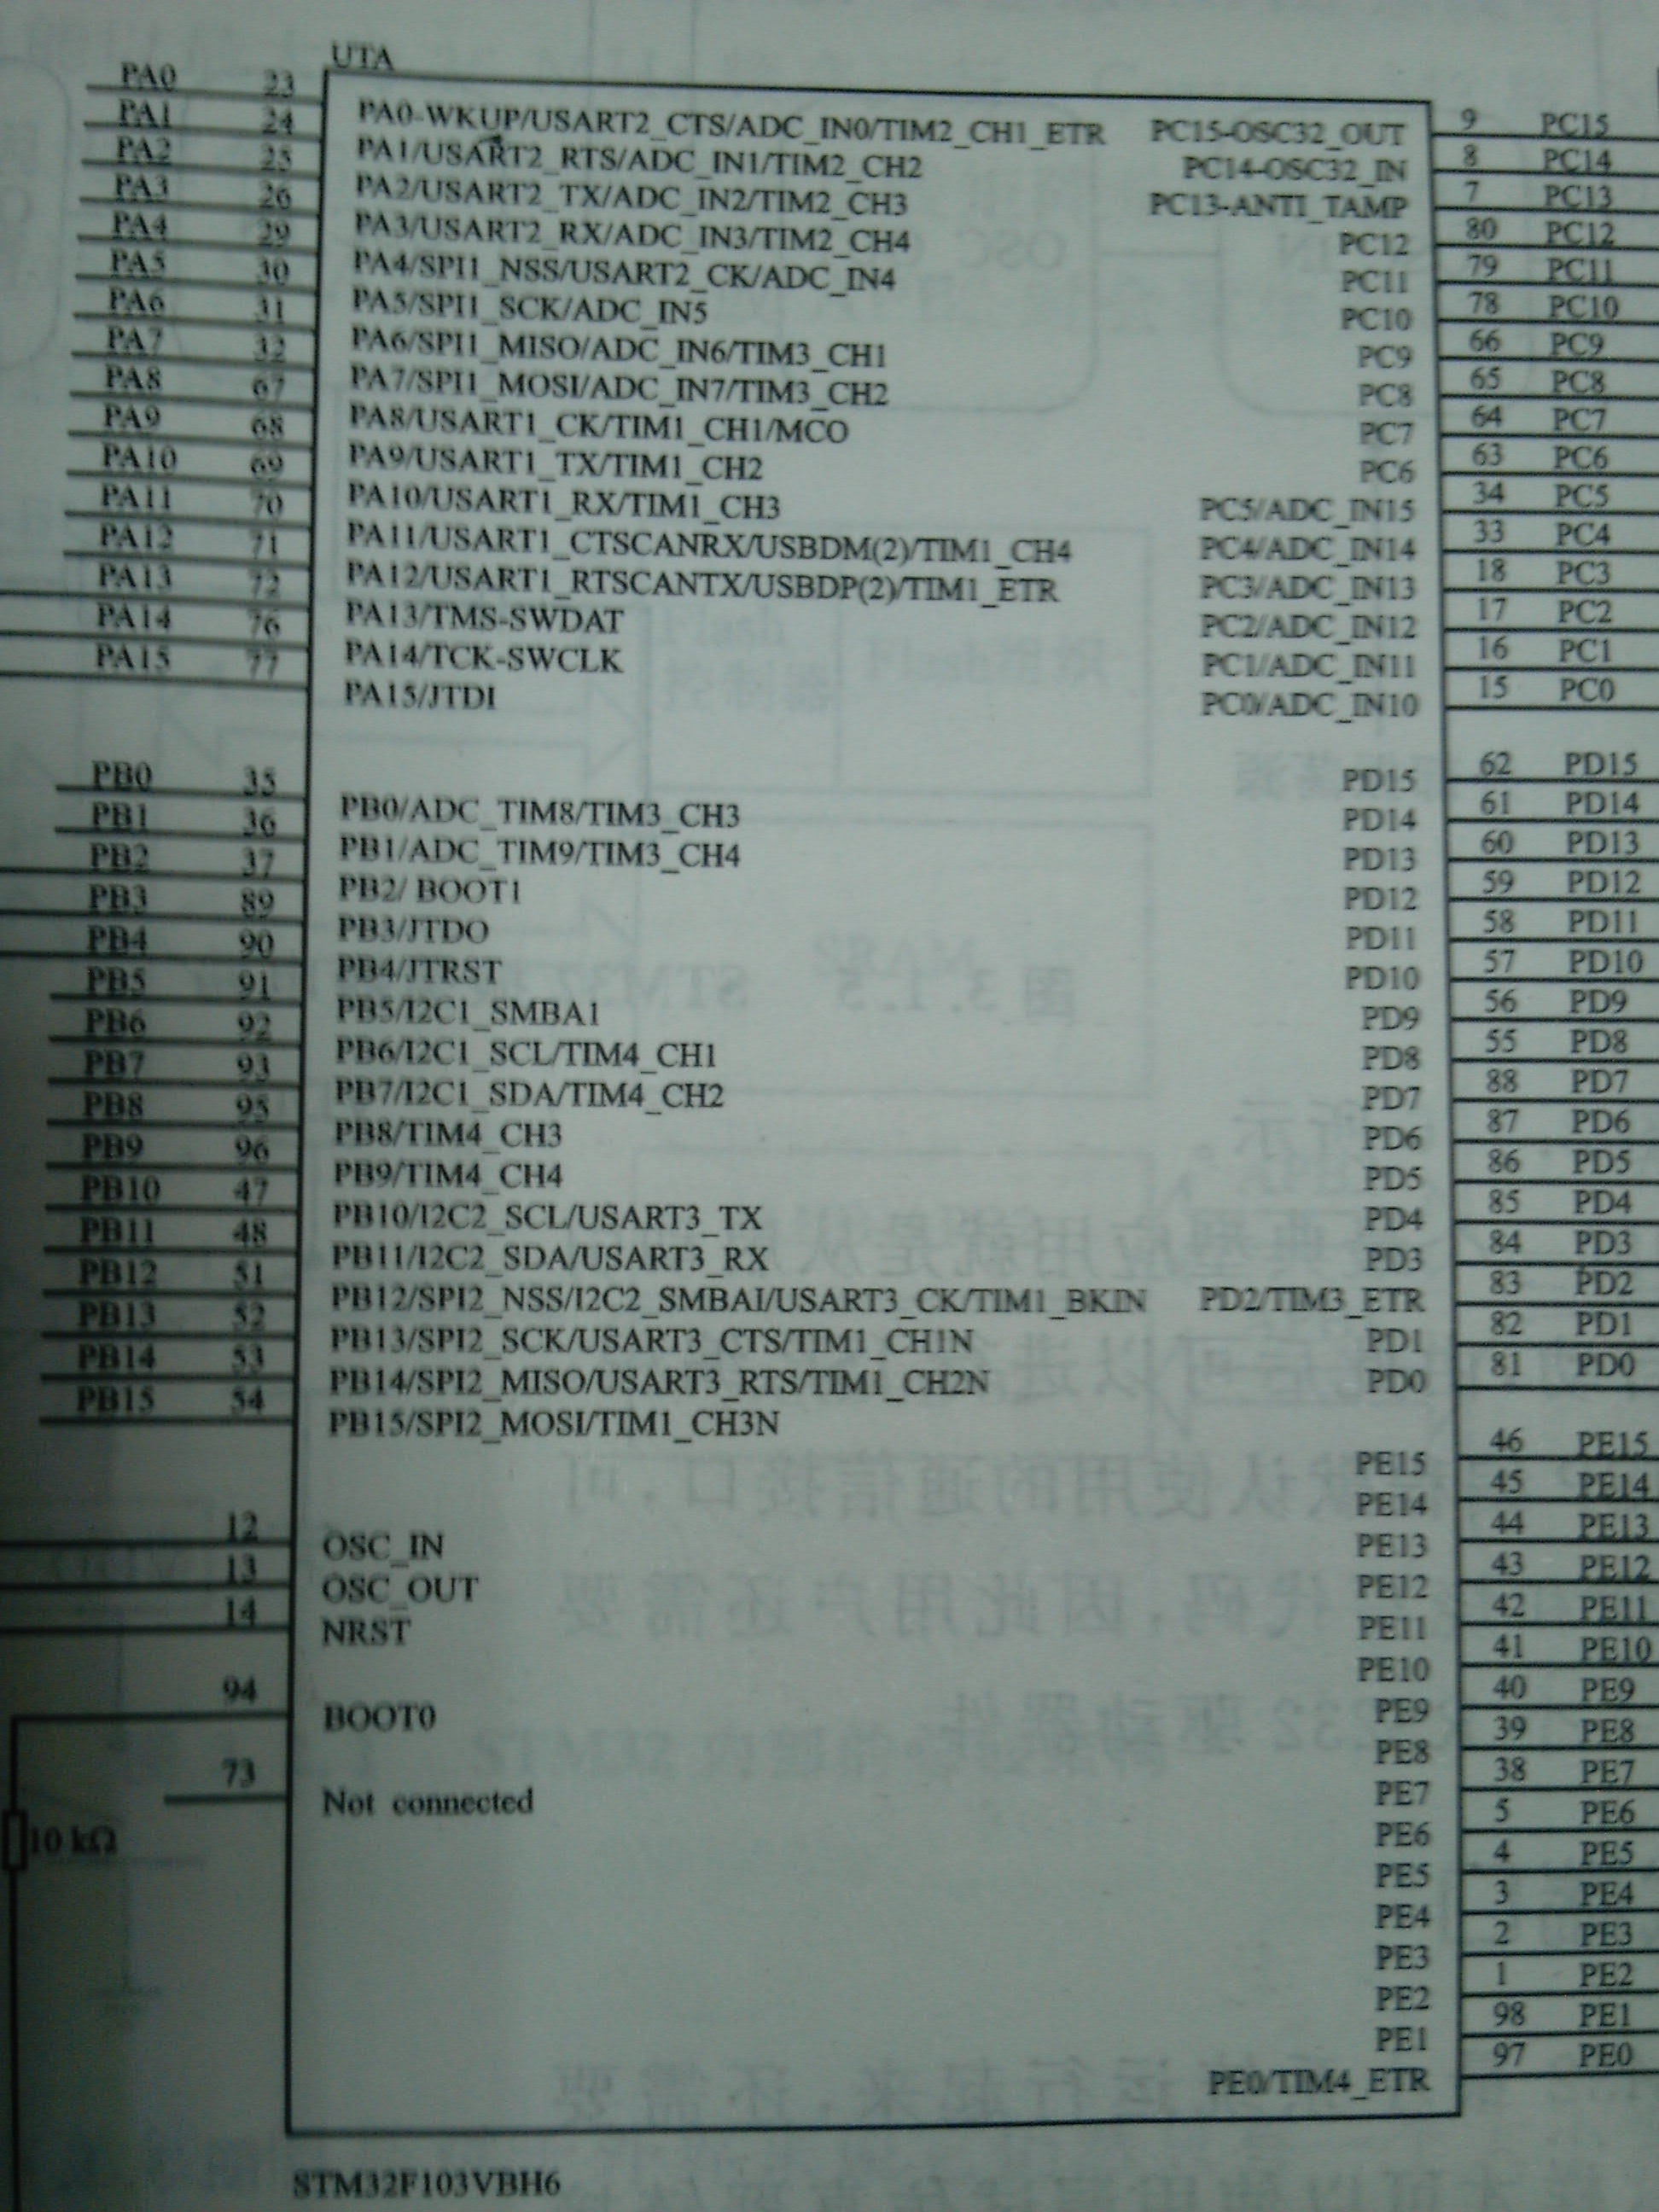 UTA
PA0 23 PA0-WKUP/USART2_CTS/ADC_IN0/TIM2_CH1_ETR
PA1 24 PA1/USART2_RTS/ADC_IN1/TIM2_CH2
PA2 25 PA2/USART2_TX/ADC_IN2/TIM2_CH3
PA3 26 PA3/USART2_RX/ADC_IN3/TIM2_CH4
PA4 29 PA4/SPI1_NSS/USART2_CK/ADC_IN4
PA5 30 PA5/SPI1_SCK/ADC_IN5
PA6 31 PA6/SPI1_MISO/ADC_IN6/TIM3_CH1
PA7 32 PA7/SPI1_MOSI/ADC_IN7/TIM3_CH2
PA8 67 PA8/USART1_CK/TIM1_CH1/MCO
PA9 68 PA9/USART1_TX/TIM1_CH2
PA10 69 PA10/USART1_RX/TIM1_CH3
PA11 70 PA11/USART1_CTSCANRX/USBDM(2)/TIM1_CH4
PA12 71 PA12/USART1_RTSCANTX/USBDP(2)/TIM1_ETR
PA13 72 PA13/TMS-SWDAT
PA14 76 PA14/TCK-SWCLK
PA15 77 PA15/JTDI
PB0 35 PB0/ADC_TIM8/TIM3_CH3
PB1 36 PB1/ADC_TIM9/TIM3_CH4
PB2 37 PB2/ BOOT1
PB3 89 PB3/JTDO
PB4 90 PB4/JTRST
PB5 91 PB5/I2C1_SMBA1
PB6 92 PB6/I2C1_SCL/TIM4_CH1
PB7 93 PB7/I2C1_SDA/TIM4_CH2
PB8 95 PB8/TIM4_CH3
PB9 96 PB9/TIM4_CH4
PB10 47 PB10/I2C2_SCL/USART3_TX
PB11 48 PB11/I2C2_SDA/USART3_RX
PB12 51 PB12/SPI2_NSS/I2C2_SMBAI/USART3_CK/TIM1_BKIN
PB13 52 PB13/SPI2_SCK/USART3_CTS/TIM1_CH1N
PB14 53 PB14/SPI2_MISO/USART3_RTS/TIM1_CH2N
PB15 54 PB15/SPI2_MOSI/TIM1_CH3N
12 OSC_IN
13 OSC_OUT
14 NRST
94 BOOT0
73 Not connected
10 kΩ
PC15-OSC32_OUT 9 PC15
PC14-OSC32_IN 8 PC14
PC13-ANTI_TAMP 7 PC13
PC12 80 PC12
PC11 79 PC11
PC10 78 PC10
PC9 66 PC9
PC8 65 PC8
PC7 64 PC7
PC6 63 PC6
PC5/ADC_IN15 34 PC5
PC4/ADC_IN14 33 PC4
PC3/ADC_IN13 18 PC3
PC2/ADC_IN12 17 PC2
PC1/ADC_IN11 16 PC1
PC0/ADC_IN10 15 PC0
PD15 62 PD15
PD14 61 PD14
PD13 60 PD13
PD12 59 PD12
PD11 58 PD11
PD10 57 PD10
PD9 56 PD9
PD8 55 PD8
PD7 88 PD7
PD6 87 PD6
PD5 86 PD5
PD4 85 PD4
PD3 84 PD3
PD2/TIM3_ETR 83 PD2
PD1 82 PD1
PD0 81 PD0
PE15 46 PE15
PE14 45 PE14
PE13 44 PE13
PE12 43 PE12
PE11 42 PE11
PE10 41 PE10
PE9 40 PE9
PE8 39 PE8
PE7 38 PE7
PE6 5 PE6
PE5 4 PE5
PE4 3 PE4
PE3 2 PE3
PE2 1 PE2
PE1 98 PE1
PE0/TIM4_ETR 97 PE0
STM32F103VBH6